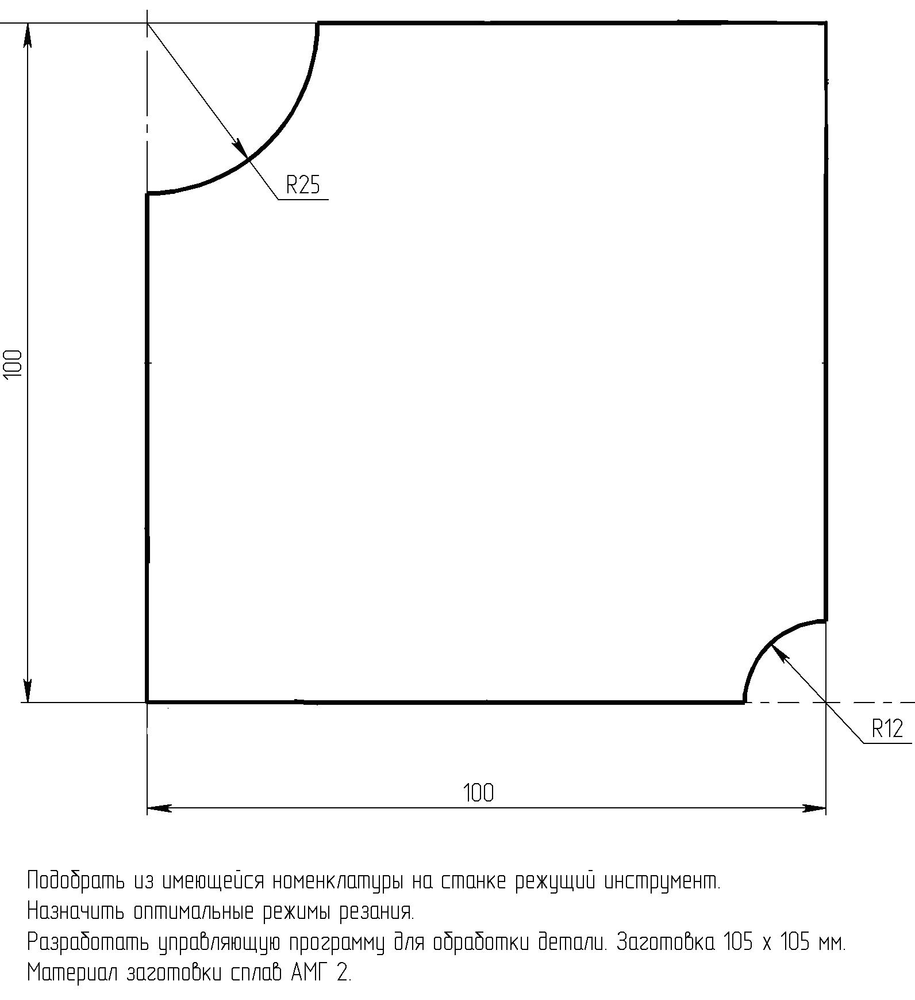 R25
100
R12
100
Подобрать из имеющейся номенклатуры на станке режущий инструмент.
Назначить оптимальные режимы резания.
Разработать управляющую программу для обработки детали. Заготовка 105 х 105 мм.
Материал заготовки сплав АМГ 2.